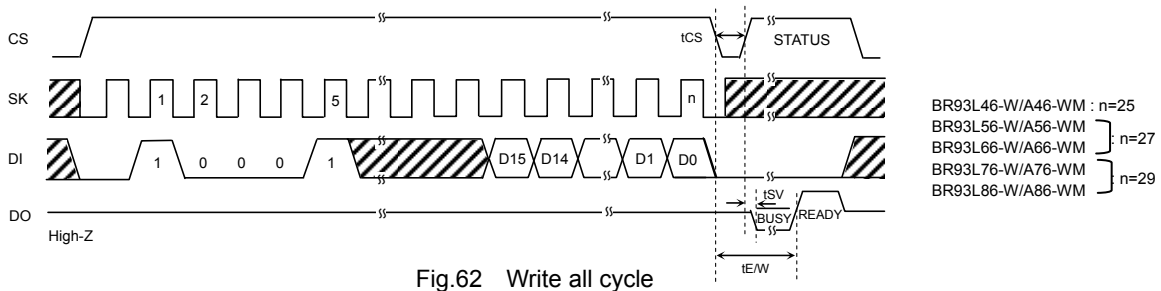 CS
tCS
STATUS
SK
1
2
5
n
BR93L46-W/A46-WM : n=25
BR93L56-W/A56-WM
BR93L66-W/A66-WM
: n=27
BR93L76-W/A76-WM
BR93L86-W/A86-WM
: n=29
DI
1
0
0
0
1
D15
D14
D1
D0
tSV
DO
BUSY
READY
High-Z
tE/W
Fig.62 Write all cycle